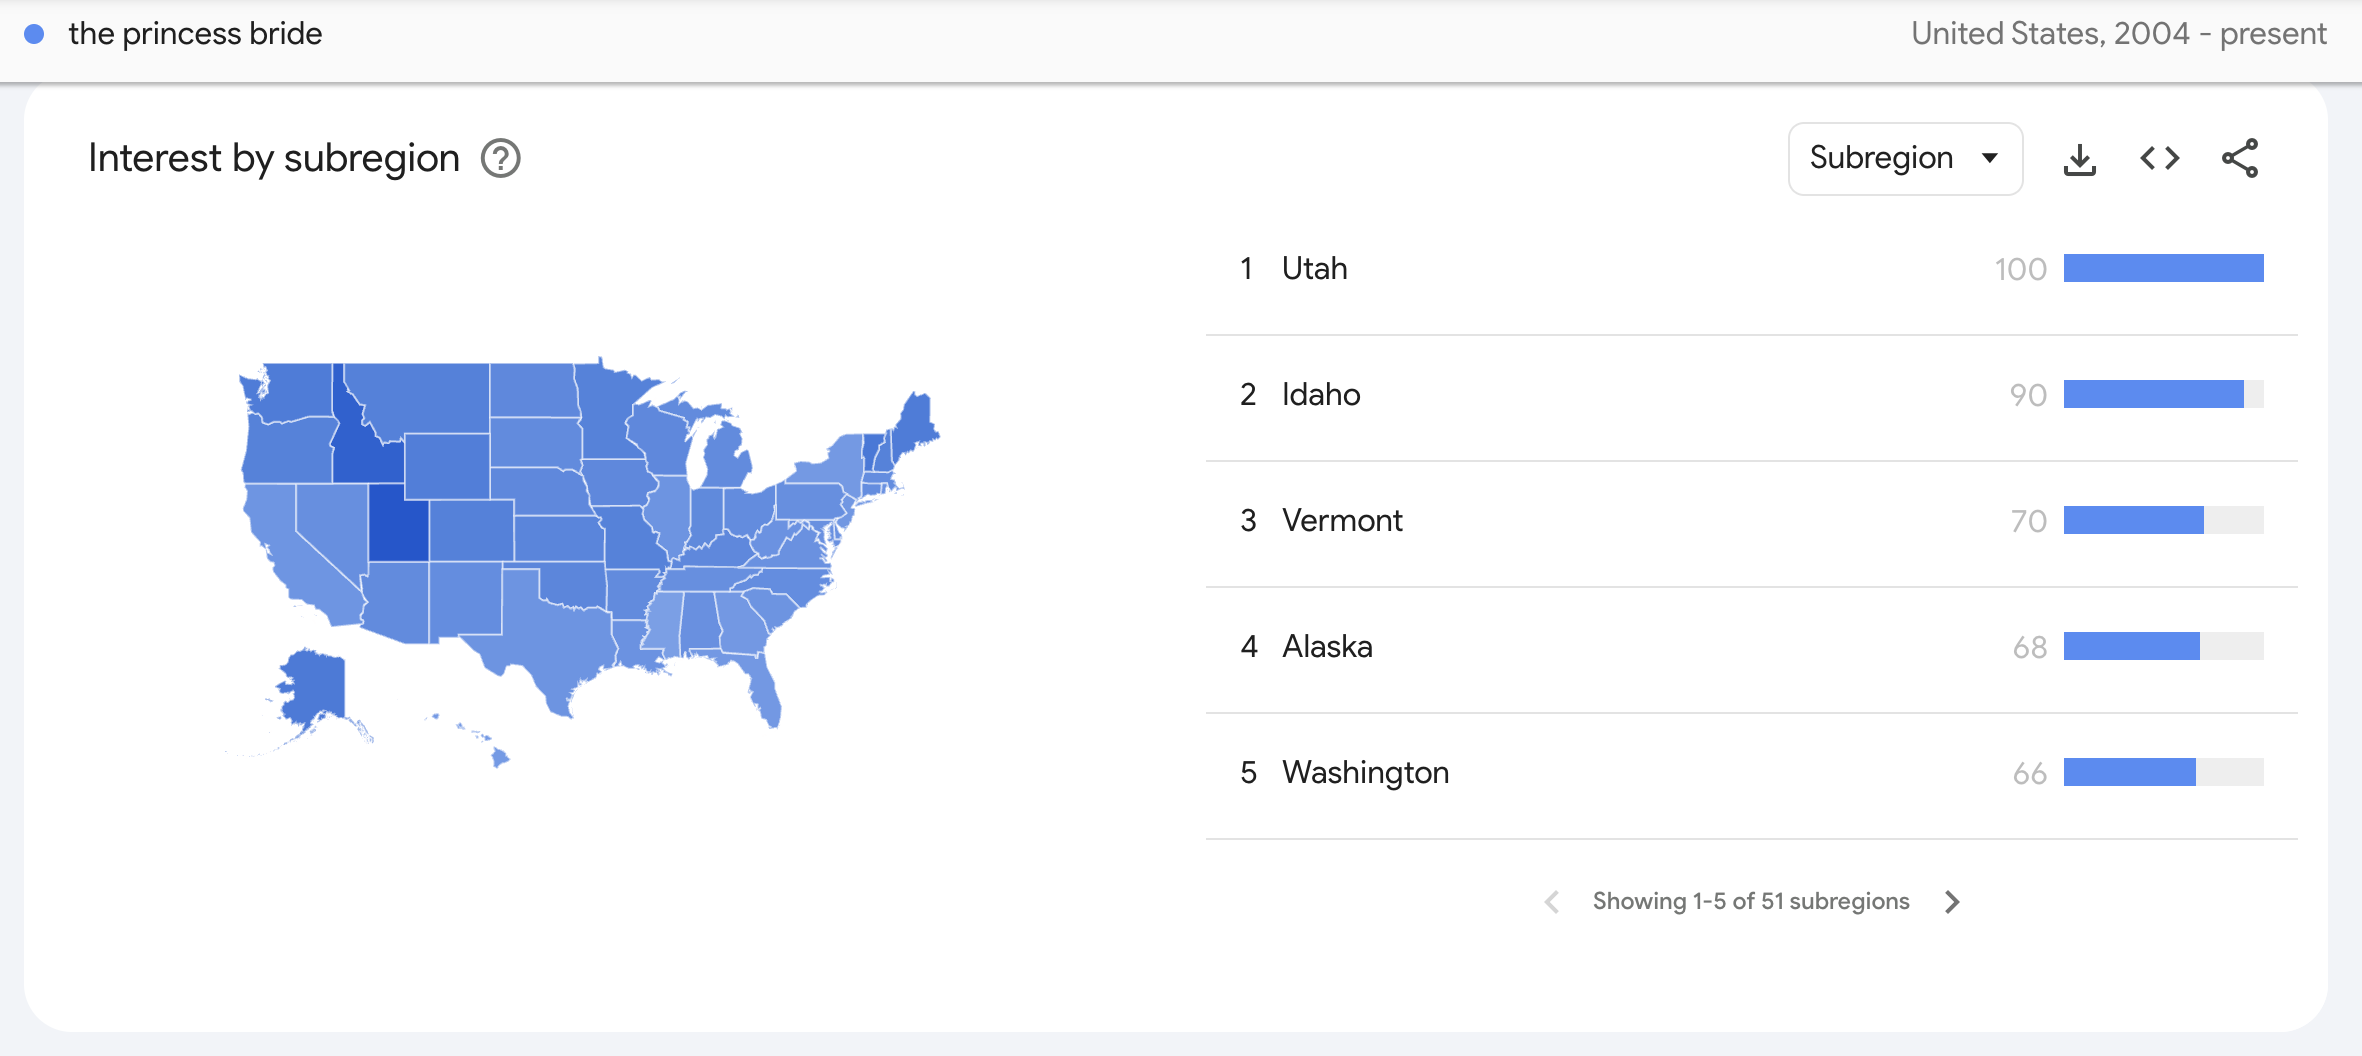 the princess bride
United States, 2004 - present
Interest by subregion
Subregion
1 Utah 100
2 Idaho 90
3 Vermont 70
4 Alaska 68
5 Washington 66
Showing 1-5 of 51 subregions